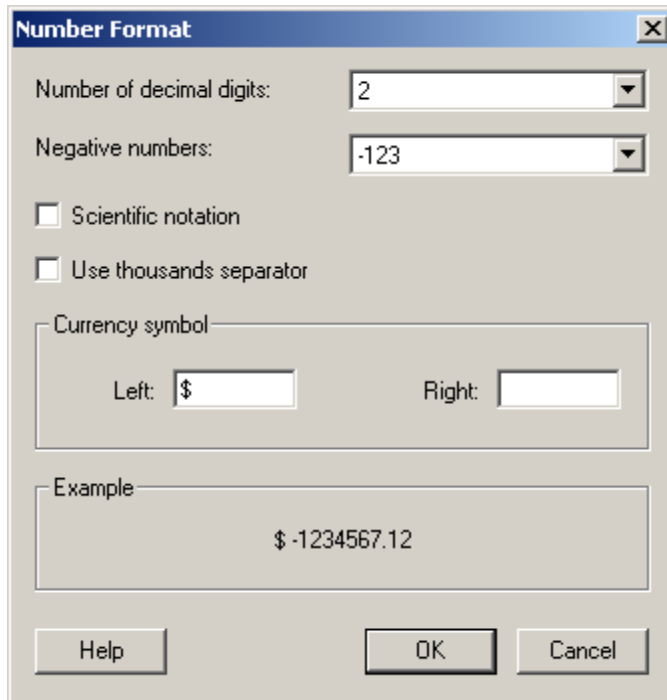 Number Format
Number of decimal digits: 2
Negative numbers: -123
Scientific notation
Use thousands separator
Currency symbol
Left: $ Right:
Example
$ -1234567.12
Help OK Cancel